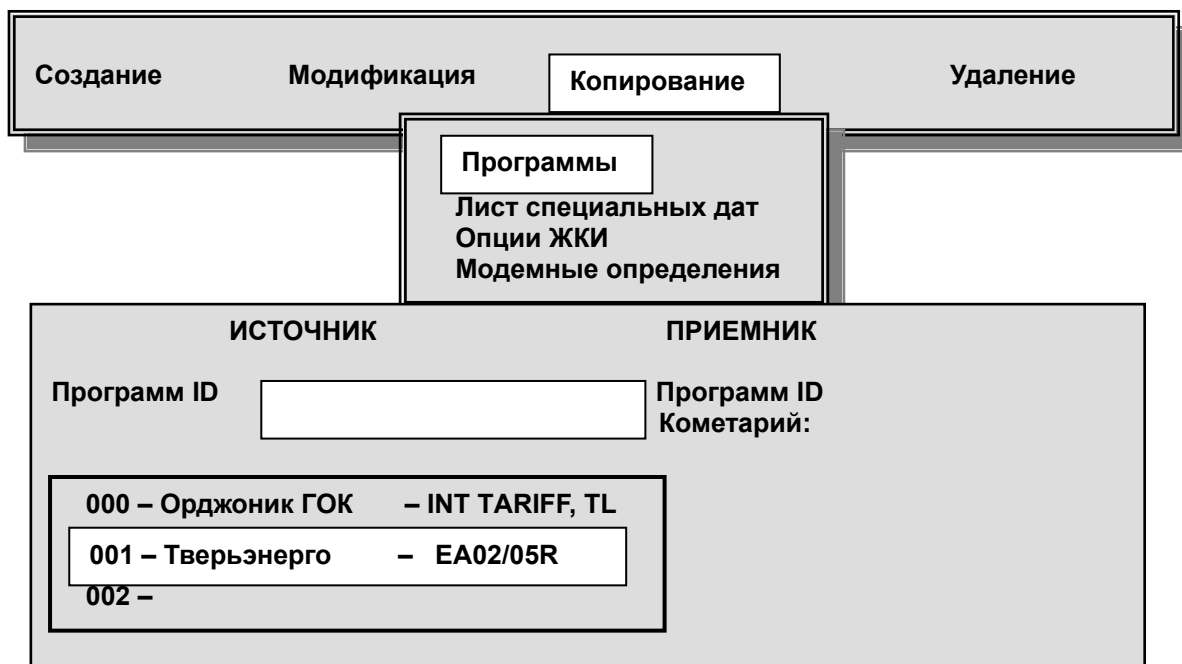 Создание Модификация Копирование Удаление
Программы
Лист специальных дат
Опции ЖКИ
Модемные определения
ИСТОЧНИК ПРИЕМНИК
Программ ID Программ ID
Кометарий:
000 – Орджоник ГОК – INT TARIFF, TL
001 – Тверьэнерго – EA02/05R
002 –